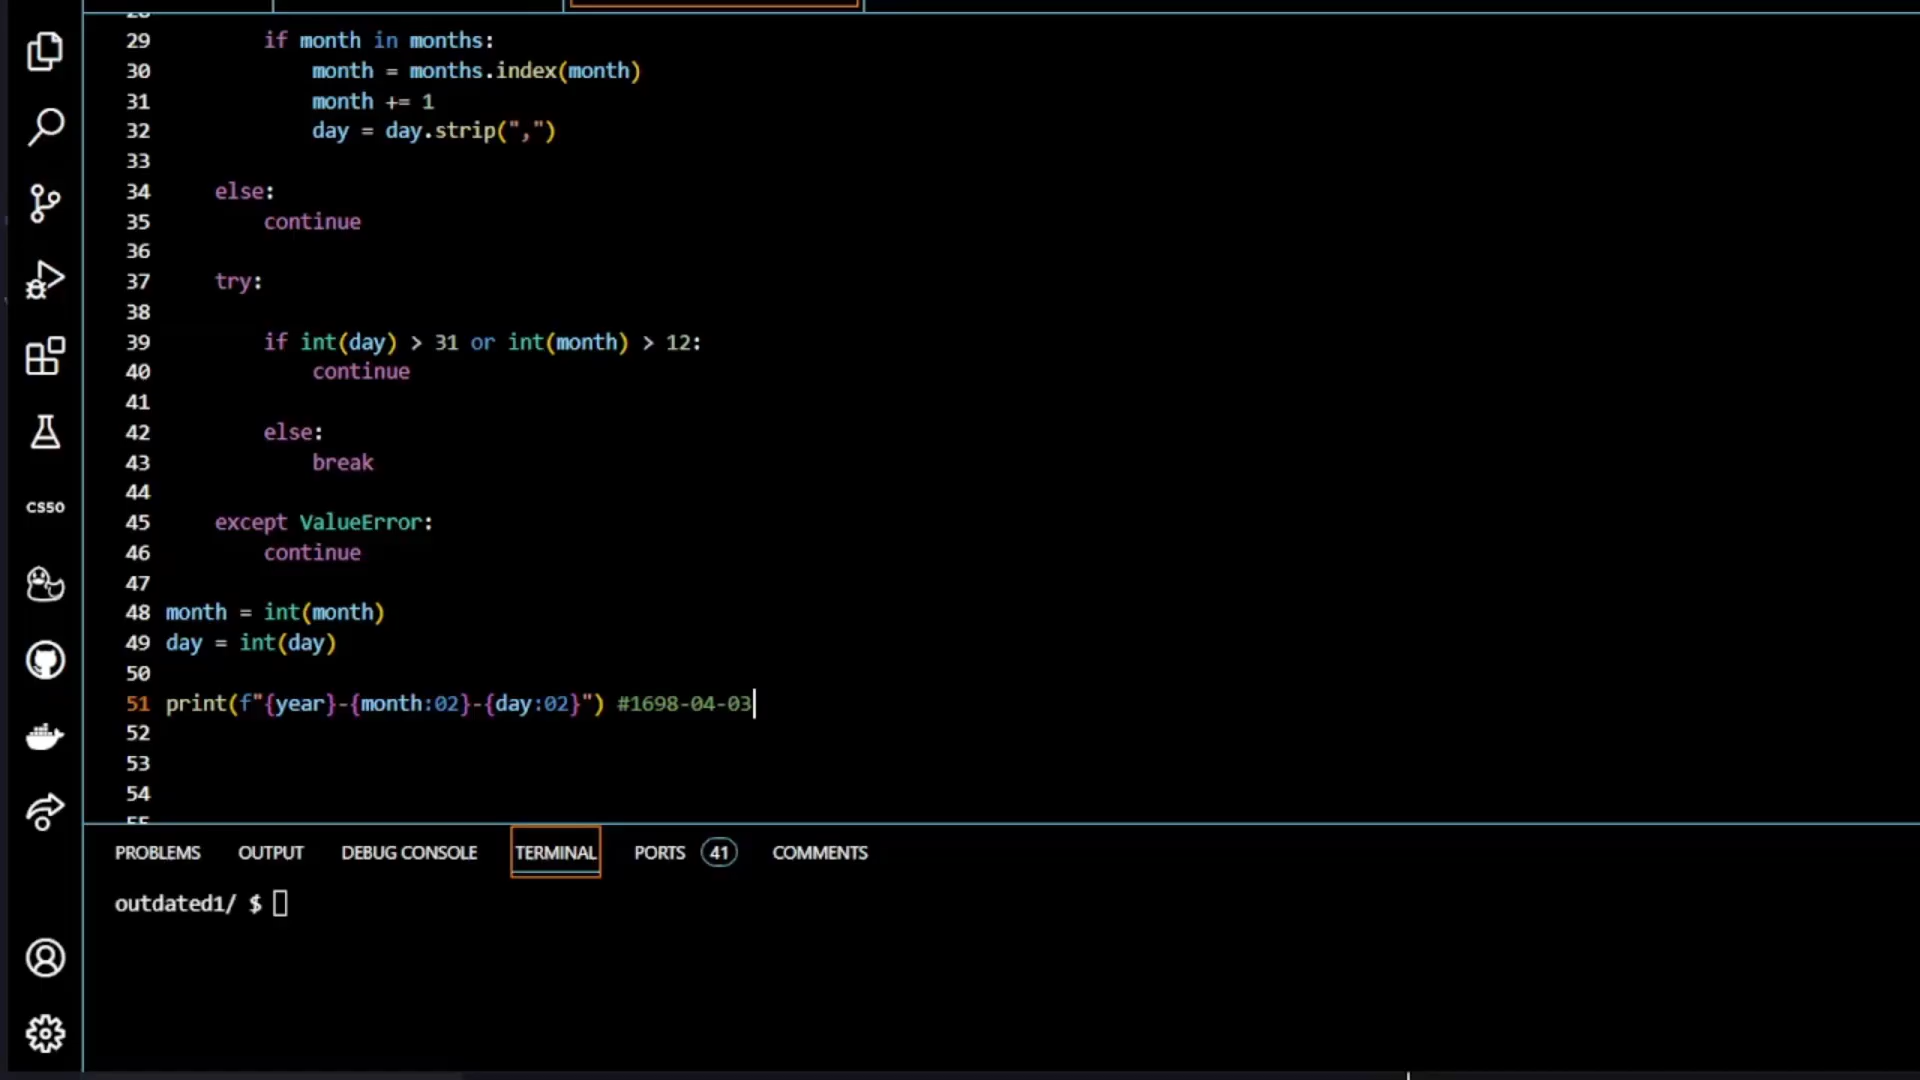 29 if month in months:
30 month = months.index(month)
31 month += 1
32 day = day.strip(",")
33
34 else:
35 continue
36
37 try:
38
39 if int(day) > 31 or int(month) > 12:
40 continue
41
42 else:
43 break
44
45 except ValueError:
46 continue
47
48 month = int(month)
49 day = int(day)
50
51 print(f"{year}-{month:02}-{day:02}") #1698-04-03
52
53
54
CS50
PROBLEMS OUTPUT DEBUG CONSOLE TERMINAL PORTS 41 COMMENTS
outdated1/ $